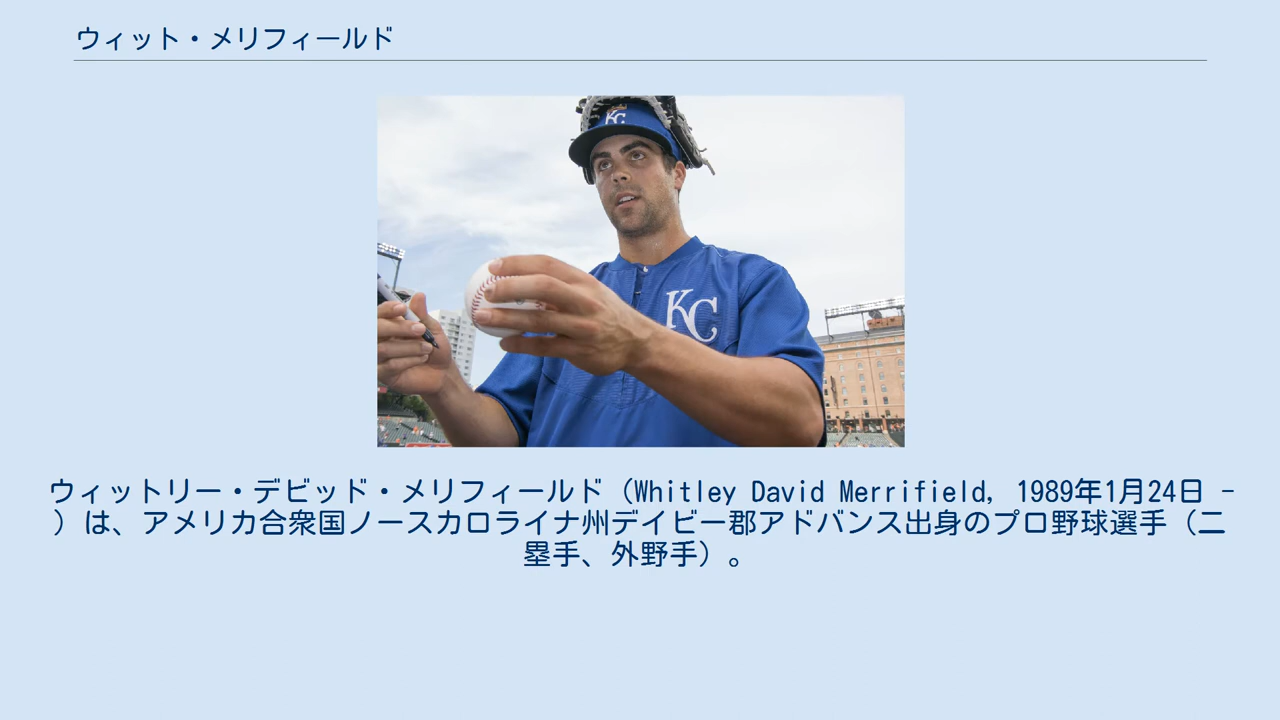 ウィット・メリフィールド
KC
KC
ウィットリー・デビッド・メリフィールド（Whitley David Merrifield, 1989年1月24日 -
）は、アメリカ合衆国ノースカロライナ州デイビー郡アドバンス出身のプロ野球選手（二
塁手、外野手）。